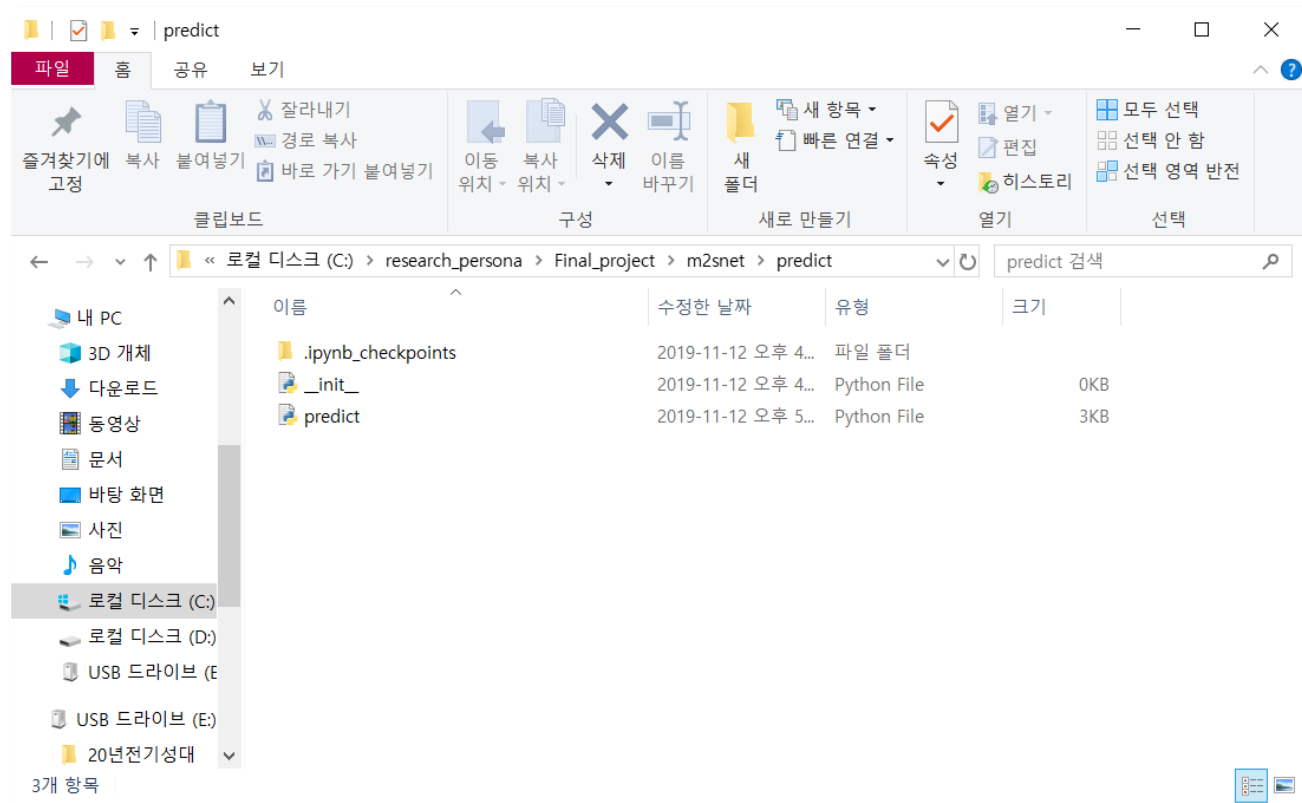 predict
파일 홈 공유 보기
즐겨찾기에 고정
복사
붙여넣기
잘라내기
경로 복사
바로 가기 붙여넣기
클립보드
이동 위치
복사 위치
삭제
이름 바꾸기
구성
새 폴더
새 항목
빠른 연결
새로 만들기
속성
열기
편집
히스토리
열기
모두 선택
선택 안 함
선택 영역 반전
선택
« 로컬 디스크 (C:) > research_persona > Final_project > m2snet > predict
predict 검색
내 PC
3D 개체
다운로드
동영상
문서
바탕 화면
사진
음악
로컬 디스크 (C:)
로컬 디스크 (D:)
USB 드라이브 (E
USB 드라이브 (E:)
20년전기성대
이름 수정한 날짜 유형 크기
.ipynb_checkpoints 2019-11-12 오후 4... 파일 폴더
__init__ 2019-11-12 오후 4... Python File 0KB
predict 2019-11-12 오후 5... Python File 3KB
3개 항목